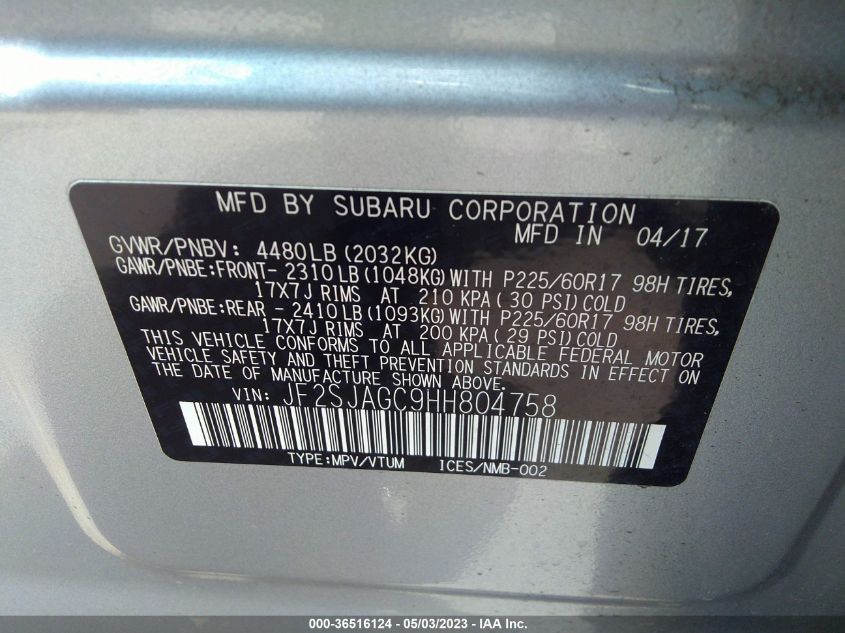 MFD BY SUBARU CORPORATION
MFD IN 04/17
GVWR/PNBV: 4480LB (2032KG)
GAWR/PNBE:FRONT- 2310LB (1048KG) WITH P225/60R17 98H TIRES,
17X7J RIMS AT 210 KPA ( 30 PSI) COLD
GAWR/PNBE:REAR - 2410LB (1093KG) WITH P225/60R17 98H TIRES,
17X7J RIMS AT 200 KPA ( 29 PSI) COLD
THIS VEHICLE CONFORMS TO ALL APPLICABLE FEDERAL MOTOR
VEHICLE SAFETY AND THEFT PREVENTION STANDARDS IN EFFECT ON
THE DATE OF MANUFACTURE SHOWN ABOVE.
VIN: JF2SJAGC9HH804758
TYPE:MPV/VTUM ICES/NMB-002
000-36516124 - 05/03/2023 - IAA Inc.